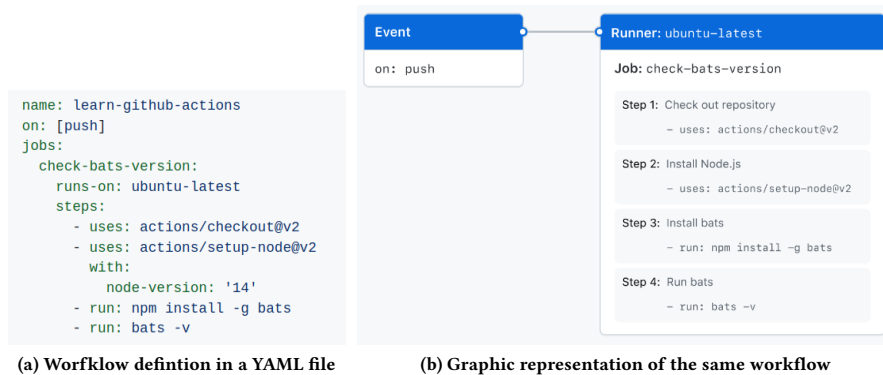 name: learn-github-actions
on: [push]
jobs:
  check-bats-version:
    runs-on: ubuntu-latest
    steps:
      - uses: actions/checkout@v2
      - uses: actions/setup-node@v2
        with:
          node-version: '14'
      - run: npm install -g bats
      - run: bats -v
(a) Worfklow defintion in a YAML file
Event
on: push
Runner: ubuntu-latest
Job: check-bats-version
Step 1: Check out repository
- uses: actions/checkout@v2
Step 2: Install Node.js
- uses: actions/setup-node@v2
Step 3: Install bats
- run: npm install -g bats
Step 4: Run bats
- run: bats -v
(b) Graphic representation of the same workflow